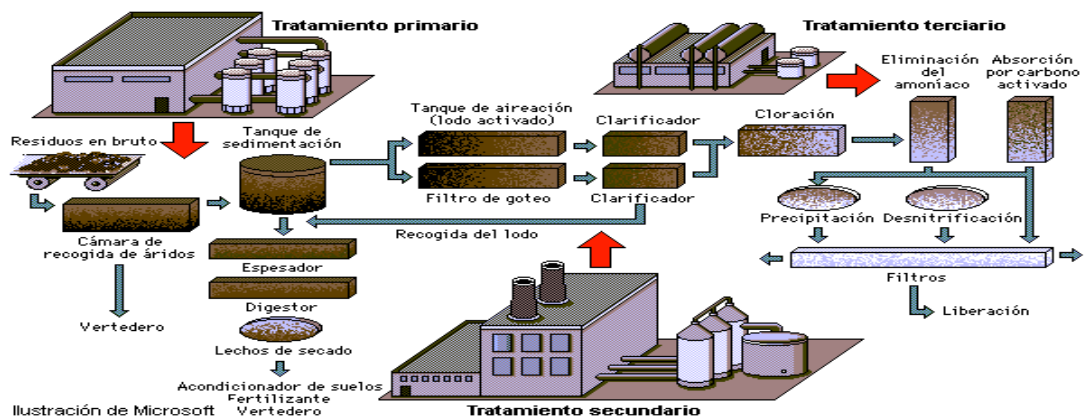 Tratamiento primario
Tratamiento terciario
Eliminación
del
amoníaco
Absorción
por carbono
activado
Residuos en bruto
Tanque de
sedimentación
Tanque de aireación
(lodo activado)
Clarificador
Cloración
Filtro de goteo
Clarificador
Cámara de
recogida de áridos
Recogida del lodo
Precipitación
Desnitrificación
Espesador
Filtros
Digestor
Vertedero
Liberación
Lechos de secado
Acondicionador de suelos
Fertilizante
Vertedero
Ilustración de Microsoft
Tratamiento secundario